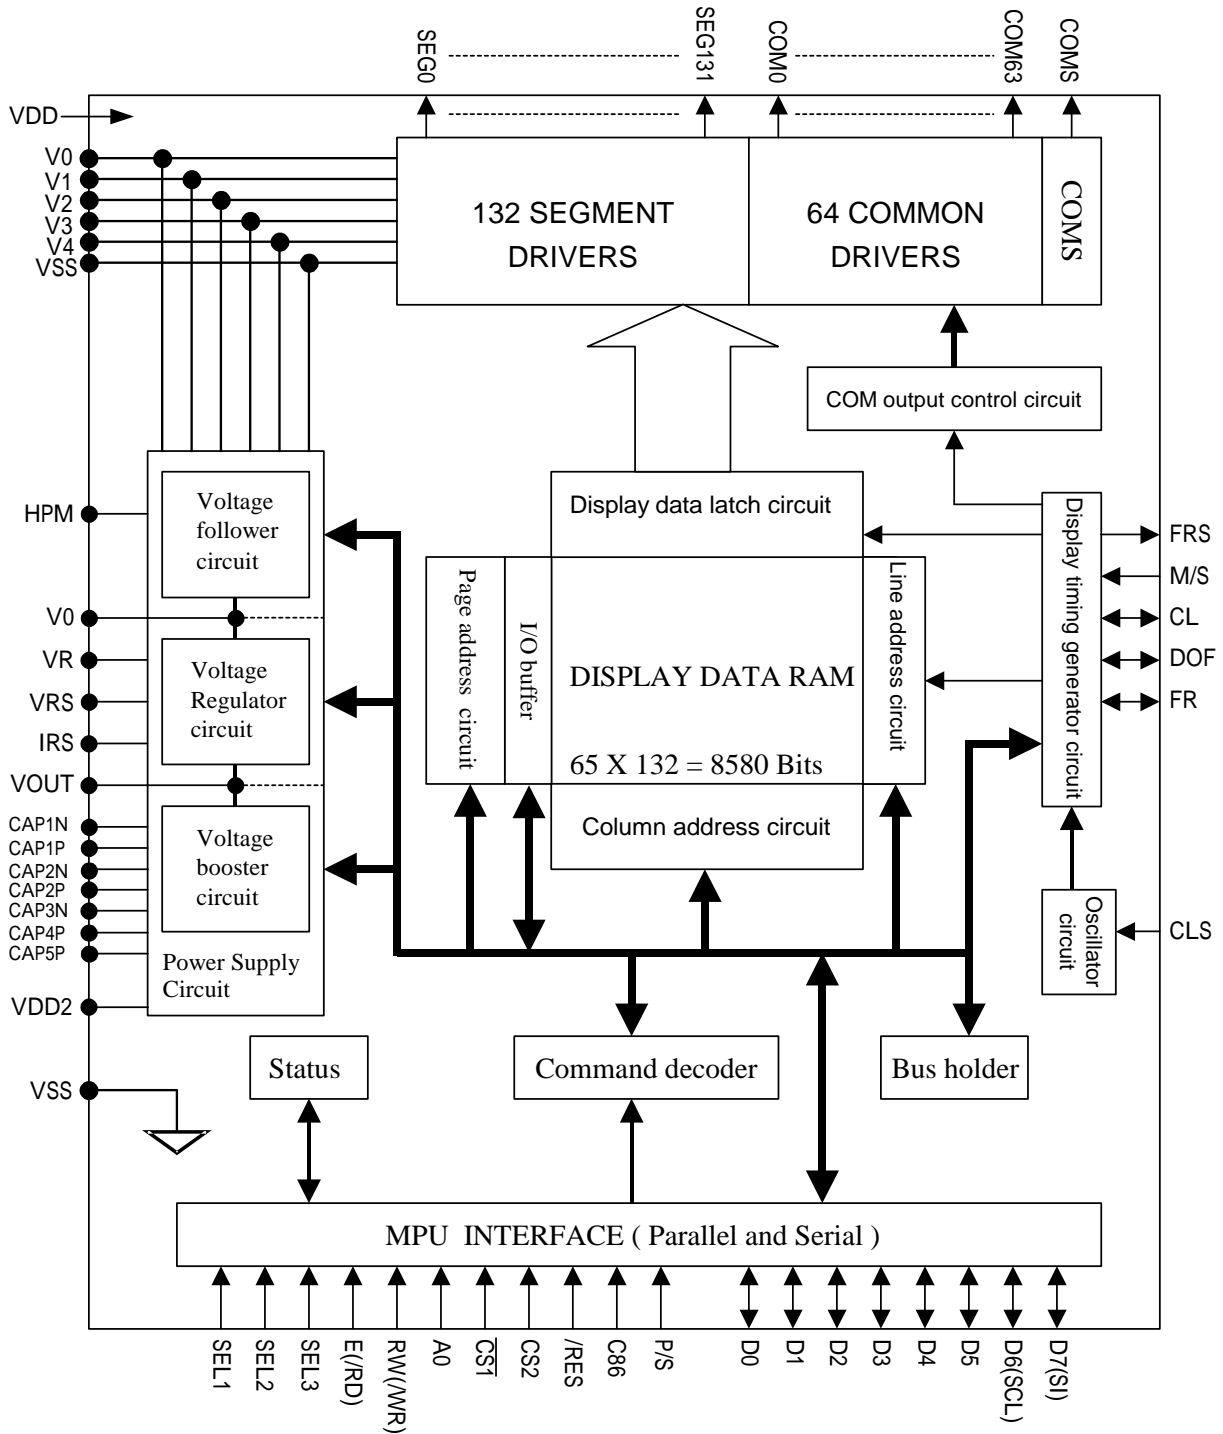 SEG0
SEG131
COM0
COM63
COMS
VDD
V0
V1
V2
V3
V4
VSS
132 SEGMENT
DRIVERS
64 COMMON
DRIVERS
COMS
COM output control circuit
HPM
V0
VR
VRS
IRS
VOUT
CAP1N
CAP1P
CAP2N
CAP2P
CAP3N
CAP4P
CAP5P
VDD2
VSS
Voltage
follower
circuit
Voltage
Regulator
circuit
Voltage
booster
circuit
Power Supply
Circuit
Display data latch circuit
Page address circuit
I/O buffer
DISPLAY DATA RAM
65 X 132 = 8580 Bits
Line address circuit
Column address circuit
Display timing generator circuit
FRS
M/S
CL
DOF
FR
Oscillator
circuit
CLS
Status
Command decoder
Bus holder
MPU INTERFACE ( Parallel and Serial )
SEL1
SEL2
SEL3
E(/RD)
RW(/WR)
A0
CS1
CS2
/RES
C86
P/S
D0
D1
D2
D3
D4
D5
D6(SCL)
D7(SI)